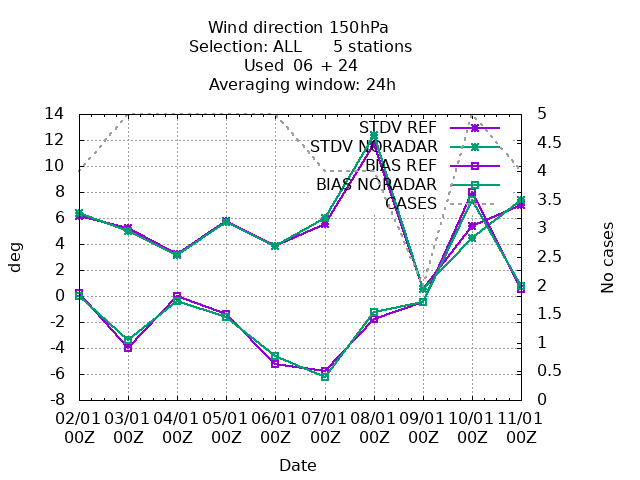 Wind direction 150hPa
Selection: ALL 5 stations
Used 06 + 24
Averaging window: 24h
STDV REF
STDV NORADAR
BIAS REF
BIAS NORADAR
CASES
14
12
10
8
6
4
2
0
-2
-4
-6
-8
deg
5
4.5
4
3.5
3
2.5
2
1.5
1
0.5
0
No cases
02/01 03/01 04/01 05/01 06/01 07/01 08/01 09/01 10/01 11/01
00Z 00Z 00Z 00Z 00Z 00Z 00Z 00Z 00Z 00Z
Date